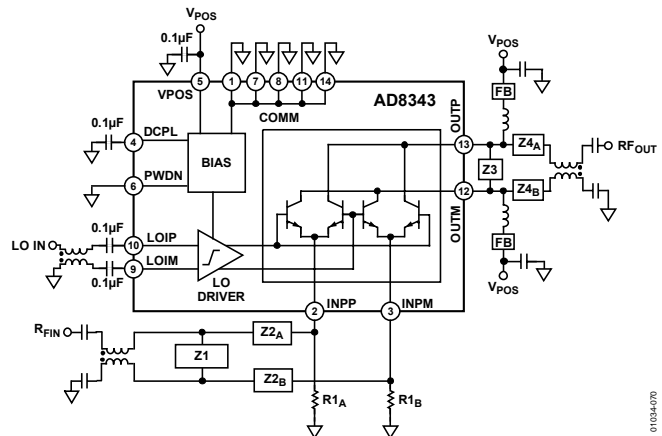 VPOS
0.1µF
VPOS
5
1
7
8
11
14
VPOS
COMM
AD8343
OUTP
FB
0.1µF
4
DCPL
BIAS
13
Z4A
RFOUT
Z3
6
PWDN
12
Z4B
OUTM
0.1µF
LO IN
10
LOIP
9
LOIM
0.1µF
LO
DRIVER
FB
VPOS
INPP
INPM
2
3
RFIN
Z2A
Z1
Z2B
R1A
R1B
01034-070